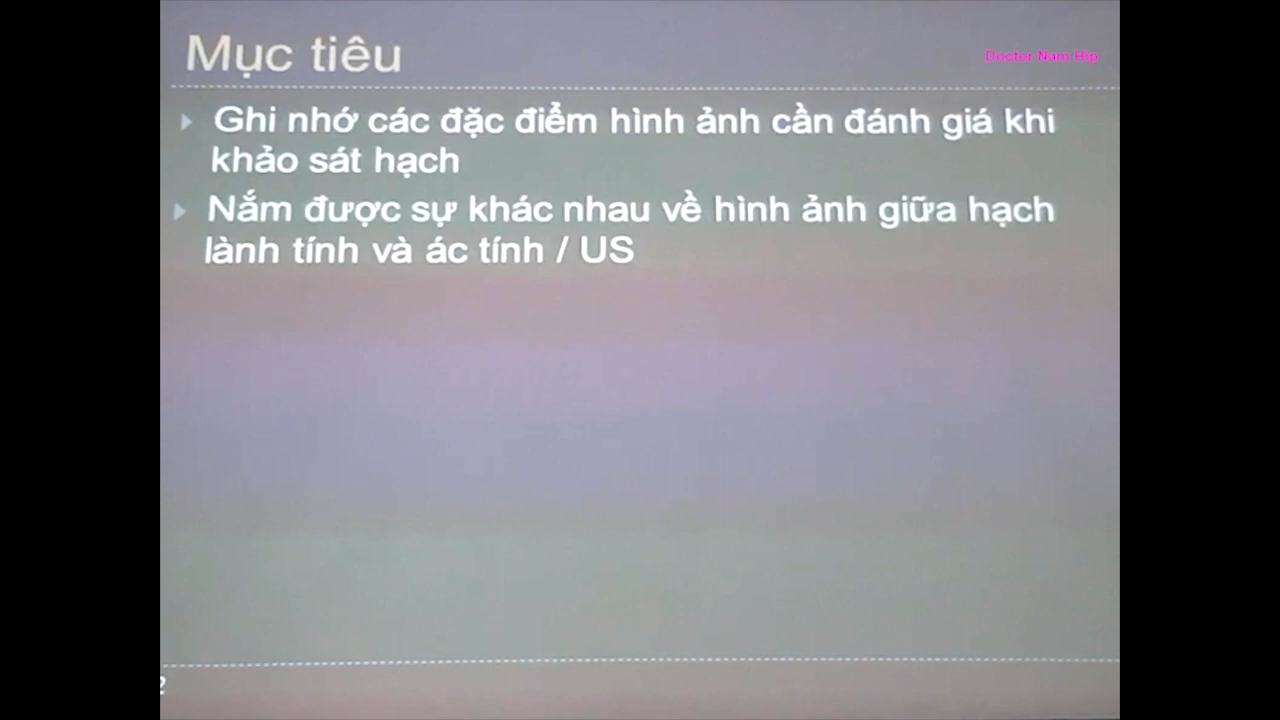 Mục tiêu
Doctor Nam Hip
Ghi nhớ các đặc điểm hình ảnh cần đánh giá khi
khảo sát hạch
Nắm được sự khác nhau về hình ảnh giữa hạch
lành tính và ác tính / US
2